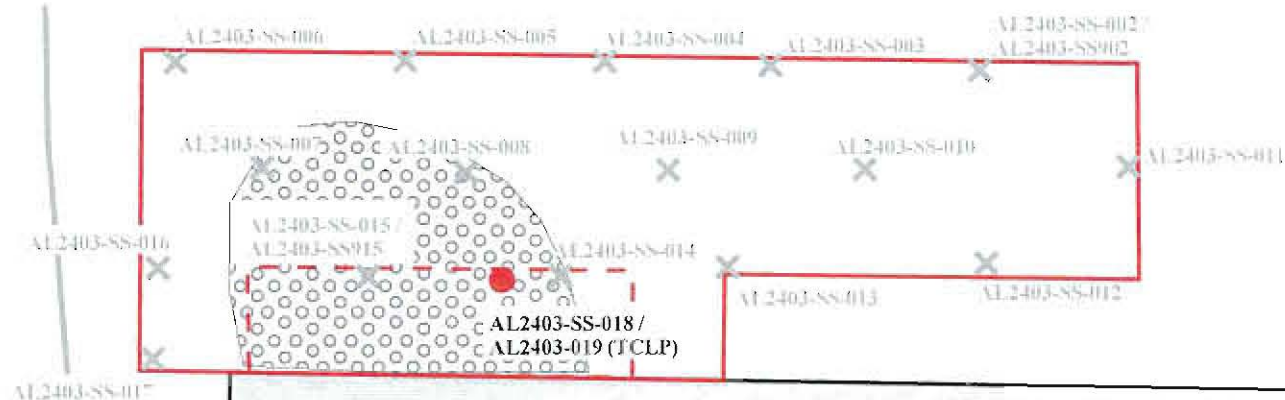 AL2403-SS-006
AL2403-SS-005
AL2403-SS-004
AL2403-SS-003
AL2403-SS-002 /
AL2403-SS902
AL2403-SS-007
AL2403-SS-008
AL2403-SS-009
AL2403-SS-010
AL2403-SS-011
AL2403-SS-016
AL2403-SS-015 /
AL2403-SS915
AL2403-SS-014
AL2403-SS-013
AL2403-SS-012
AL2403-SS-018 /
AL2403-019 (TCLP)
AL2403-SS-017